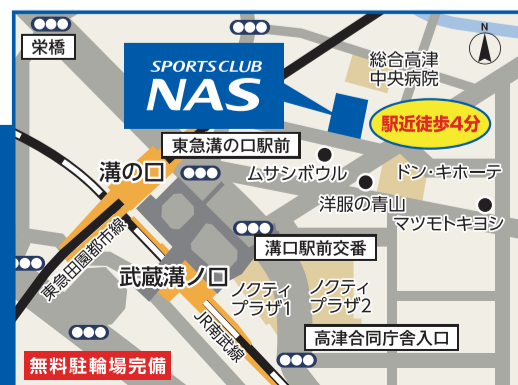 栄橋
SPORTS CLUB
NAS
総合高津
中央病院
N
駅近徒歩4分
東急溝の口駅前
溝の口
ムサシボウル
ドン・キホーテ
洋服の青山
マツモトキヨシ
東急田園都市線
溝口駅前交番
武蔵溝ノ口
ノクティ
プラザ1
ノクティ
プラザ2
JR南武線
高津合同庁舎入口
無料駐輪場完備